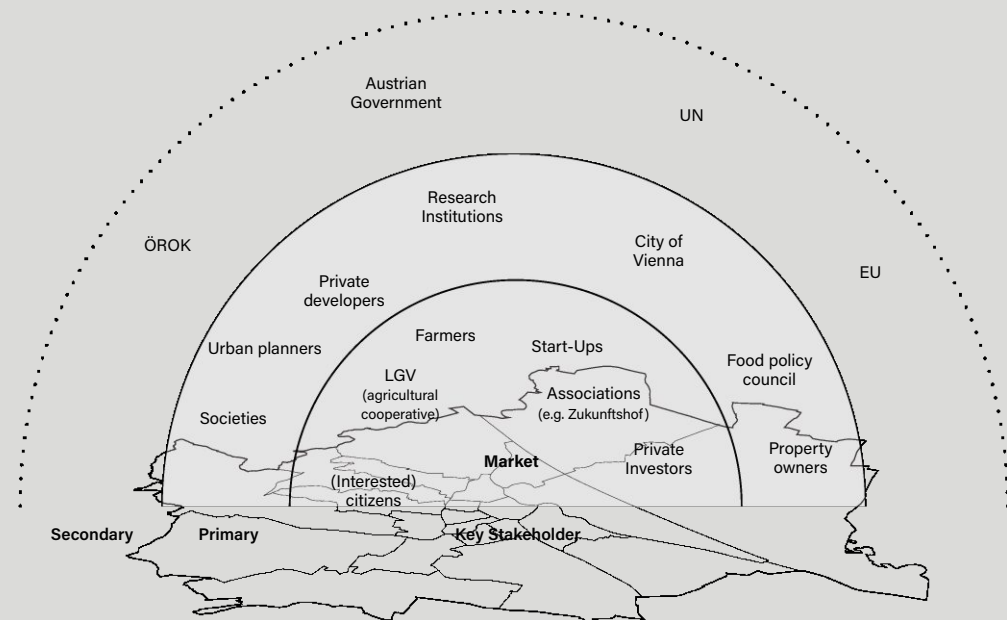 Austrian
Government
UN
Research
Institutions
ÖROK
City of
Vienna
EU
Private
developers
Farmers
Urban planners
Start-Ups
Food policy
council
LGV
(agricultural
cooperative)
Associations
(e.g. Zukunftshof)
Societies
Market
Private
Investors
Property
owners
(Interested)
citizens
Secondary
Primary
Key Stakeholder